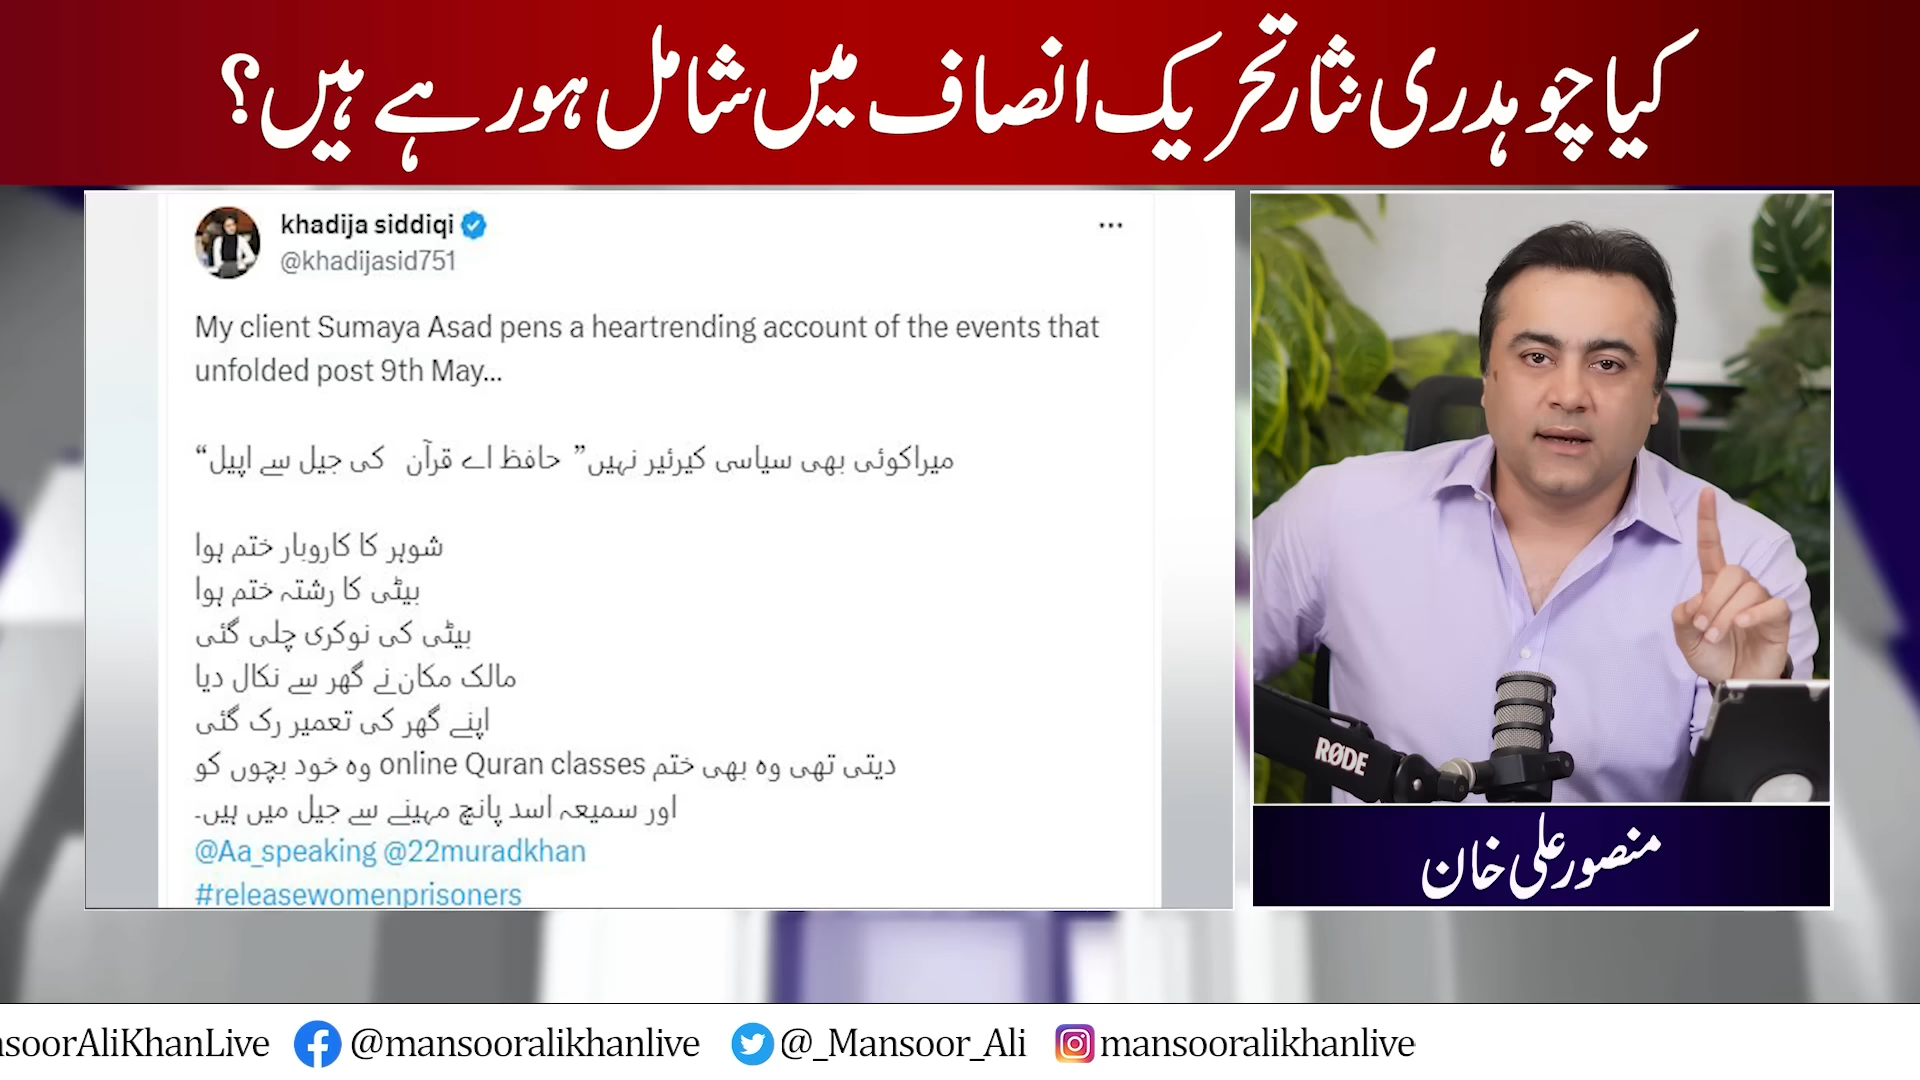 کیا چوہدری نثار تحریک انصاف میں شامل ہو رہے ہیں؟
khadija siddiqi
@khadijasid751
My client Sumaya Asad pens a heartrending account of the events that
unfolded post 9th May...
میراکوئی بھی سیاسی کیرئیر نہیں” حافظ اے قرآن کی جیل سے اپیل“
شوہر کا کاروبار ختم ہوا
بیٹی کا رشتہ ختم ہوا
بیٹی کی نوکری چلی گئی
مالک مکان نے گھر سے نکال دیا
اپنے گھر کی تعمیر رک گئی
وہ خود بچوں کو online Quran classes دیتی تھی وہ بھی ختم
اور سمیعہ اسد پانچ مہینے سے جیل میں ہیں۔
@Aa_speaking @22muradkhan
#releasewomenprisoners
RØDE
منصور علی خان
soorAliKhanLive @mansooralikhanlive @_Mansoor_Ali mansooralikhanlive